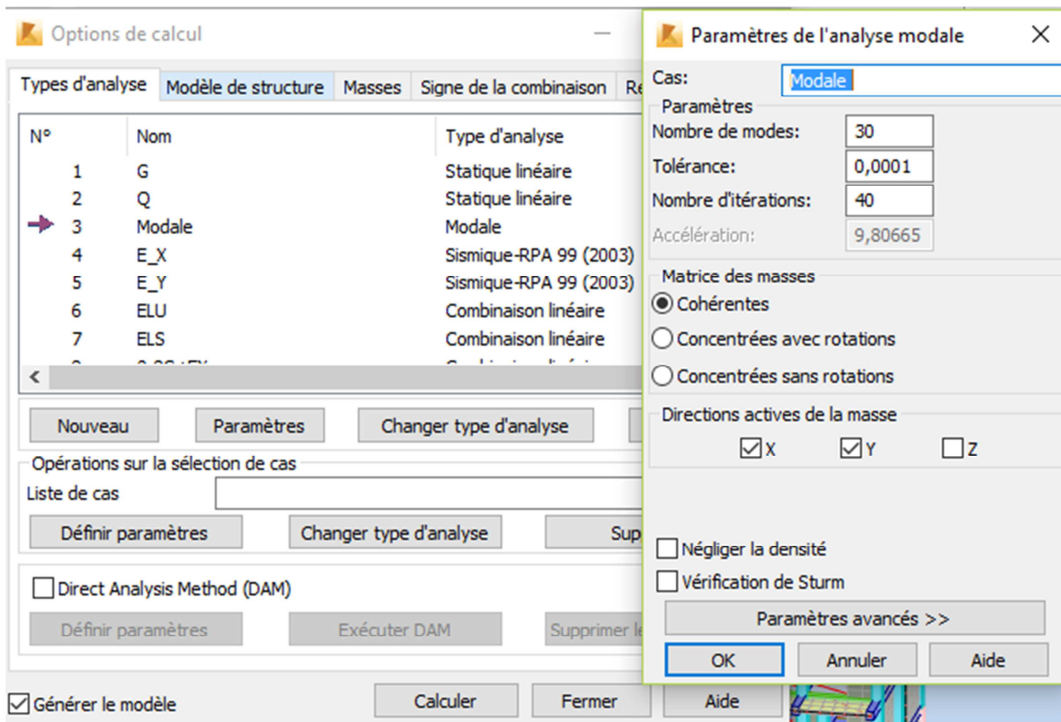 Options de calcul
Types d'analyse Modèle de structure Masses Signe de la combinaison
N° Nom Type d'analyse
1 G Statique linéaire
2 Q Statique linéaire
3 Modale Modale
4 E_X Sismique-RPA 99 (2003)
5 E_Y Sismique-RPA 99 (2003)
6 ELU Combinaison linéaire
7 ELS Combinaison linéaire
Nouveau Paramètres Changer type d'analyse
Opérations sur la sélection de cas
Liste de cas
Définir paramètres Changer type d'analyse Sup
Direct Analysis Method (DAM)
Définir paramètres Exécuter DAM Supprimer le
Générer le modèle Calculer Fermer Aide
Paramètres de l'analyse modale
Cas: Modale
Paramètres
Nombre de modes: 30
Tolérance: 0,0001
Nombre d'itérations: 40
Accélération: 9,80665
Matrice des masses
Cohérentes
Concentrées avec rotations
Concentrées sans rotations
Directions actives de la masse
X Y Z
Négliger la densité
Vérification de Sturm
Paramètres avancés >>
OK Annuler Aide